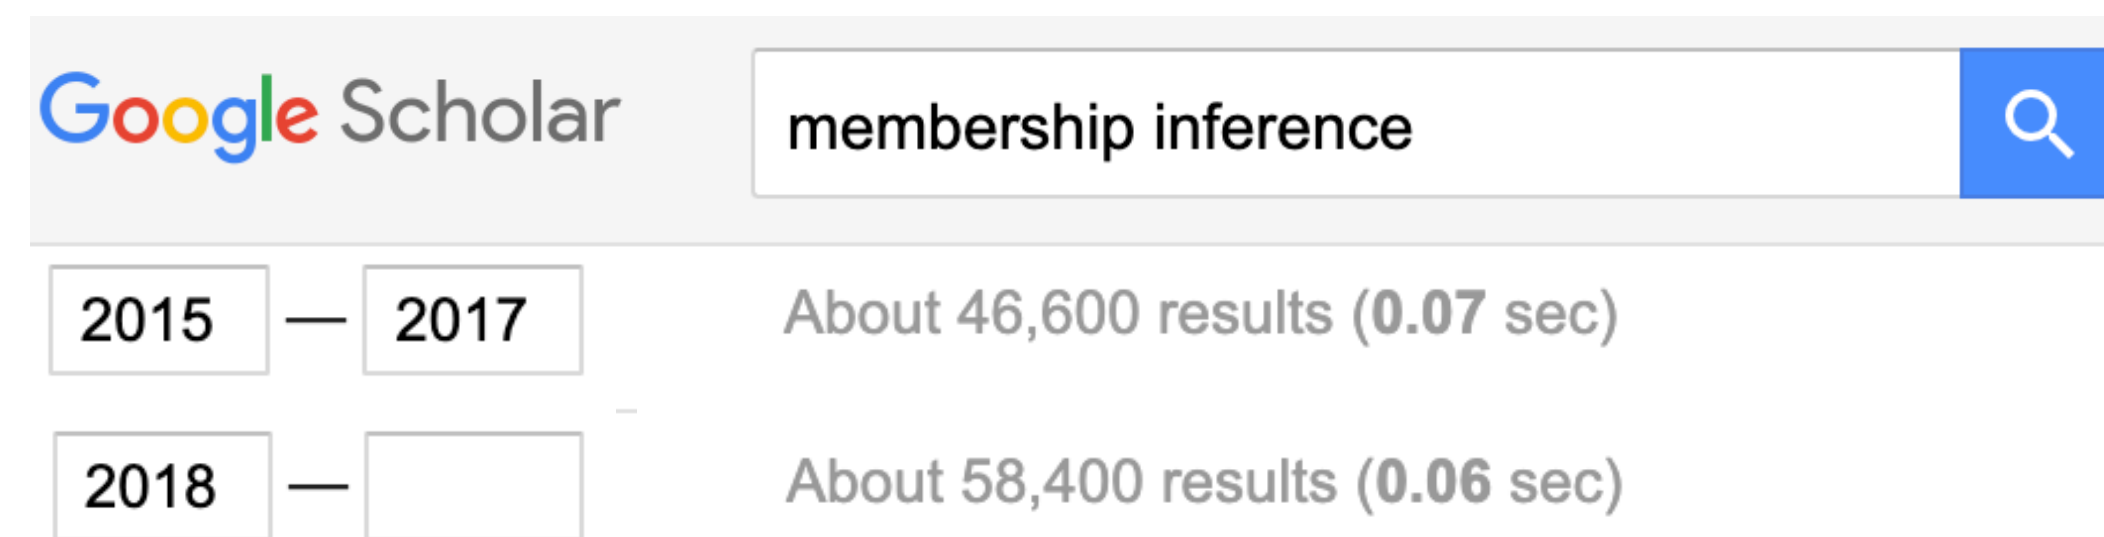 Google Scholar membership inference
2015 — 2017 About 46,600 results (0.07 sec)
2018 — About 58,400 results (0.06 sec)